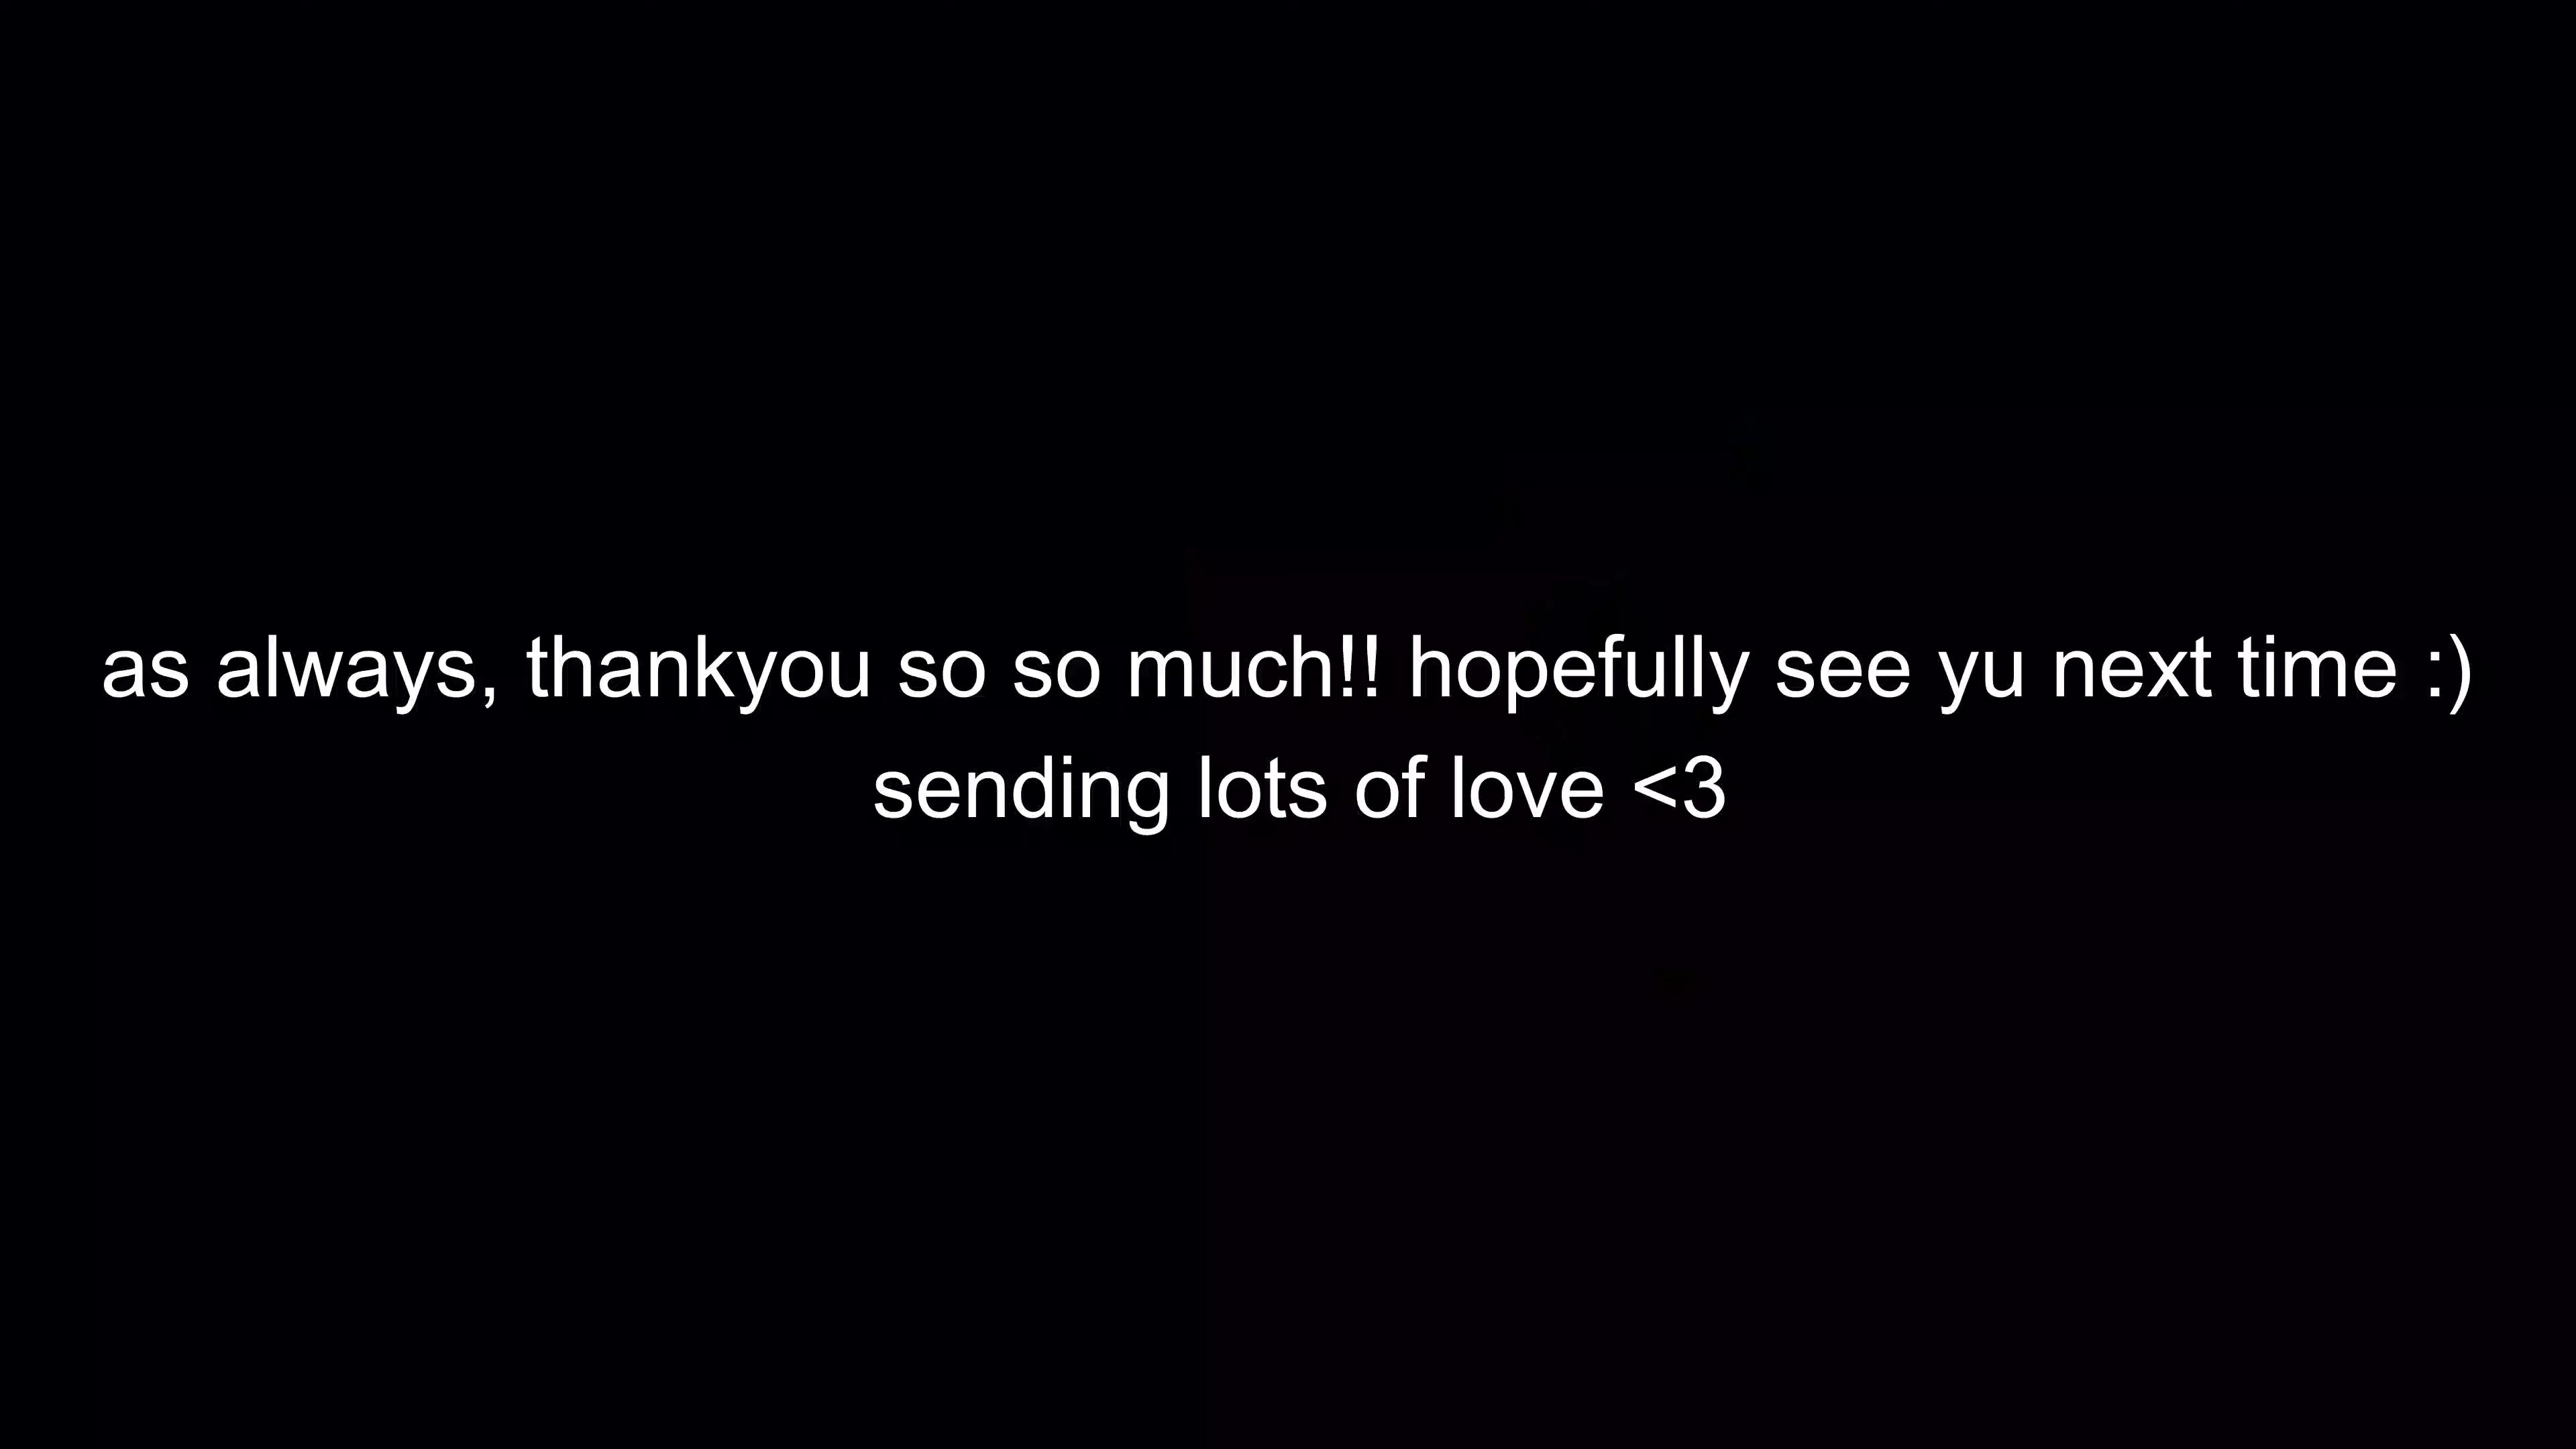 as always, thankyou so so much!! hopefully see yu next time :)
sending lots of love <3